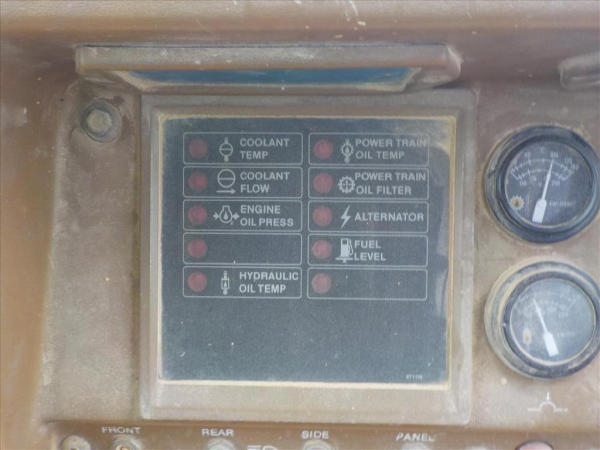 COOLANT
TEMP
POWER TRAIN
OIL TEMP
COOLANT
FLOW
POWER TRAIN
OIL FILTER
ENGINE
OIL PRESS
ALTERNATOR
FUEL
LEVEL
HYDRAULIC
OIL TEMP
FRONT
REAR
SIDE
PANEL